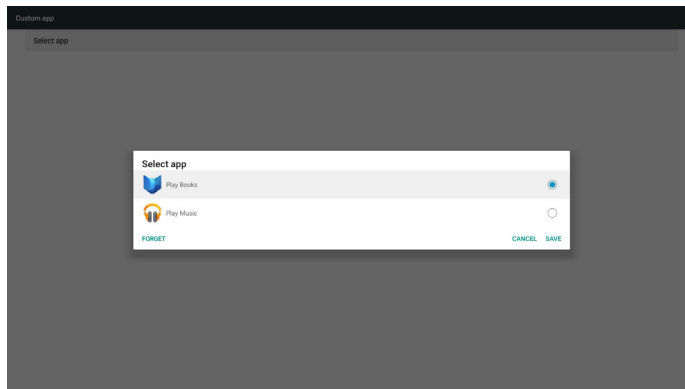 Custom app
Select app
Select app
Play Books
Play Music
FORGET CANCEL SAVE